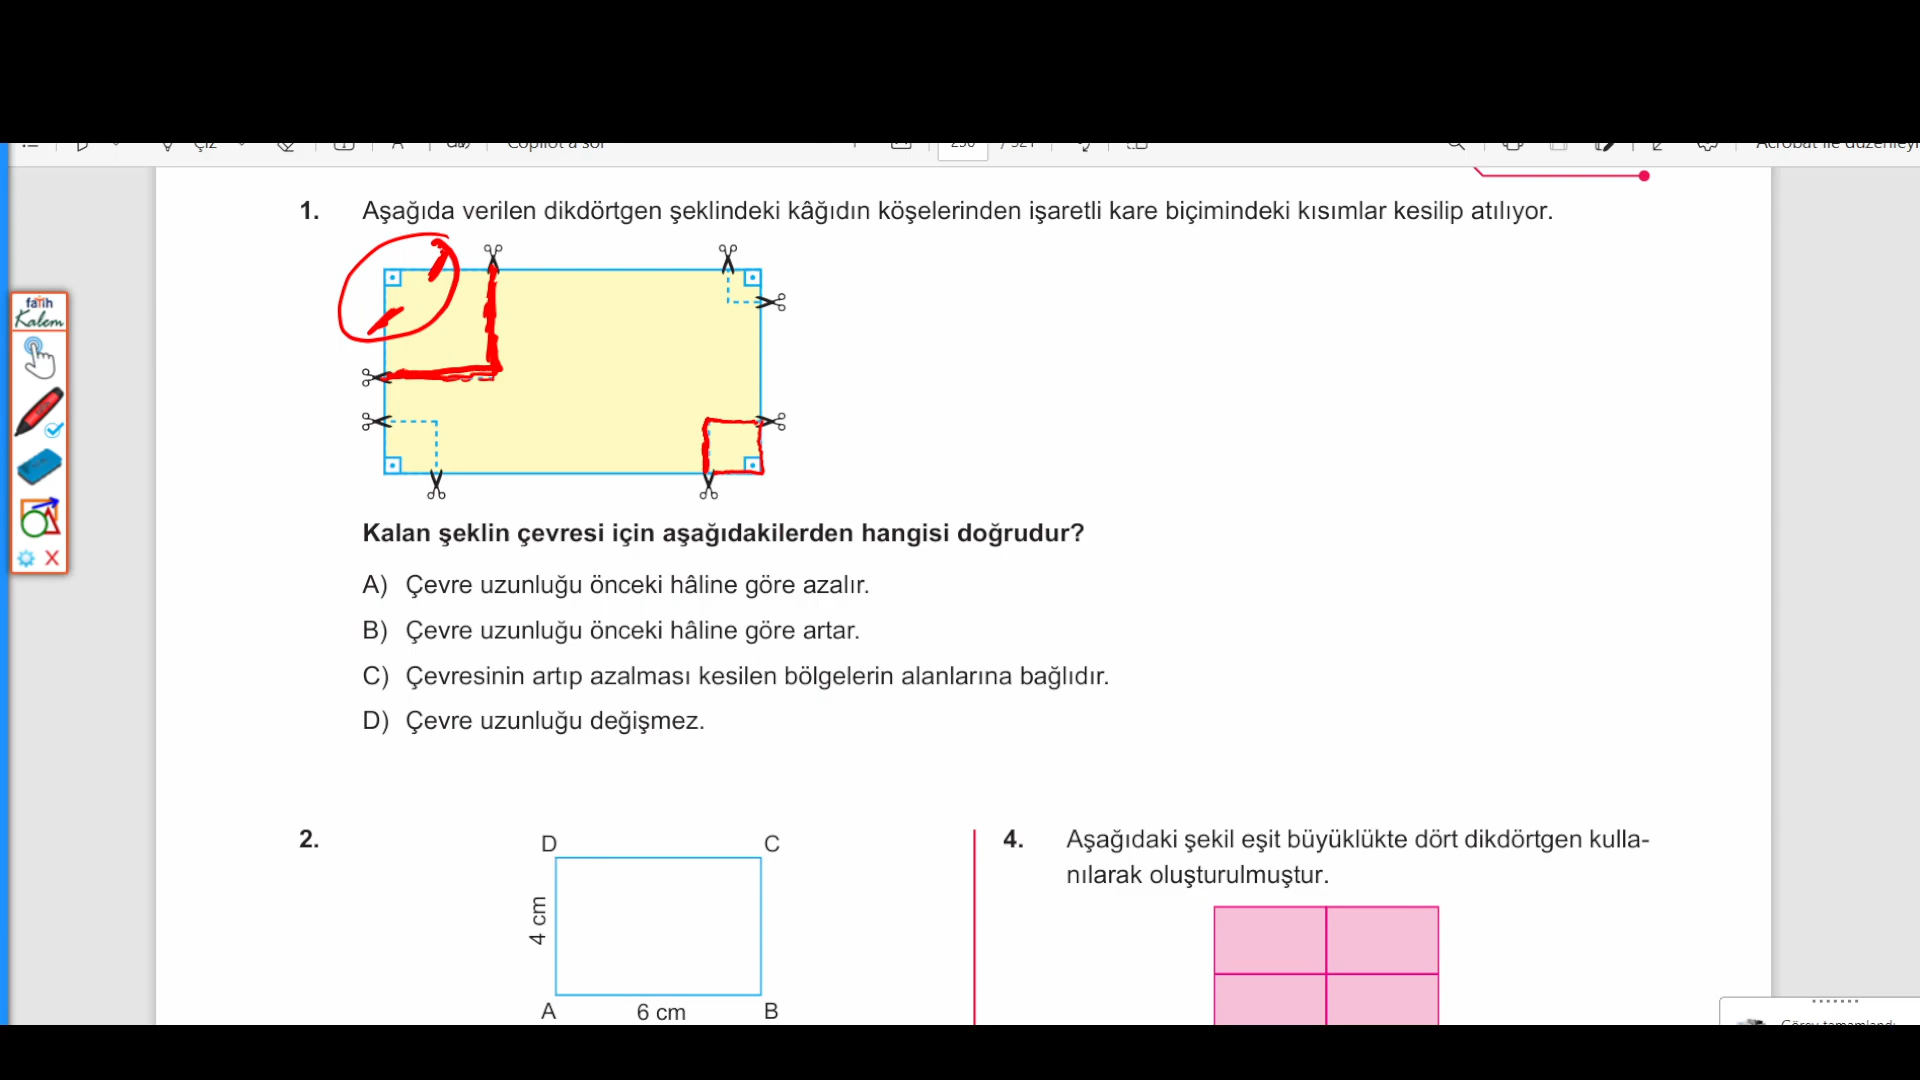 Çiz
Copilot'a sor
fatih
Kalem
1. Aşağıda verilen dikdörtgen şeklindeki kâğıdın köşelerinden işaretli kare biçimindeki kısımlar kesilip atılıyor.
Kalan şeklin çevresi için aşağıdakilerden hangisi doğrudur?
A) Çevre uzunluğu önceki hâline göre azalır.
B) Çevre uzunluğu önceki hâline göre artar.
C) Çevresinin artıp azalması kesilen bölgelerin alanlarına bağlıdır.
D) Çevre uzunluğu değişmez.
2.
D C
4 cm
A 6 cm B
4. Aşağıdaki şekil eşit büyüklükte dört dikdörtgen kulla-
nılarak oluşturulmuştur.